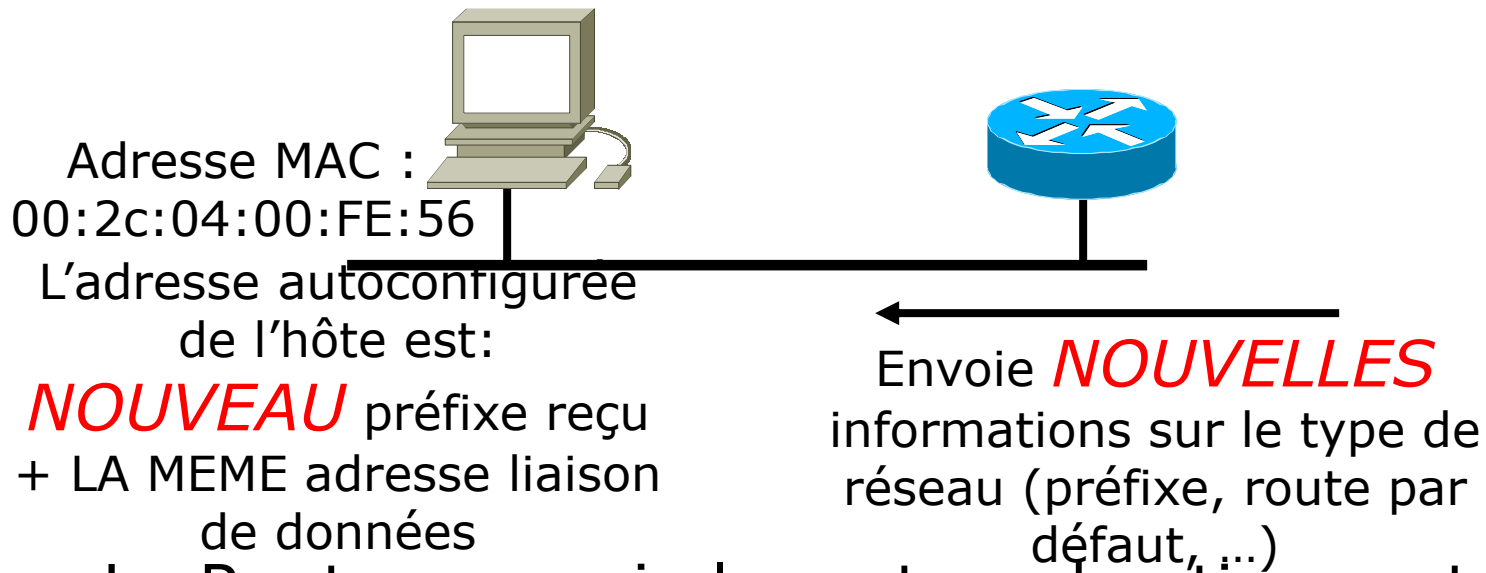 Adresse MAC :
00:2c:04:00:FE:56
L’adresse autoconfigurée
de l’hôte est:
NOUVEAU préfixe reçu
+ LA MEME adresse liaison
de données
Envoie NOUVELLES
informations sur le type de
réseau (préfixe, route par
défaut, …)